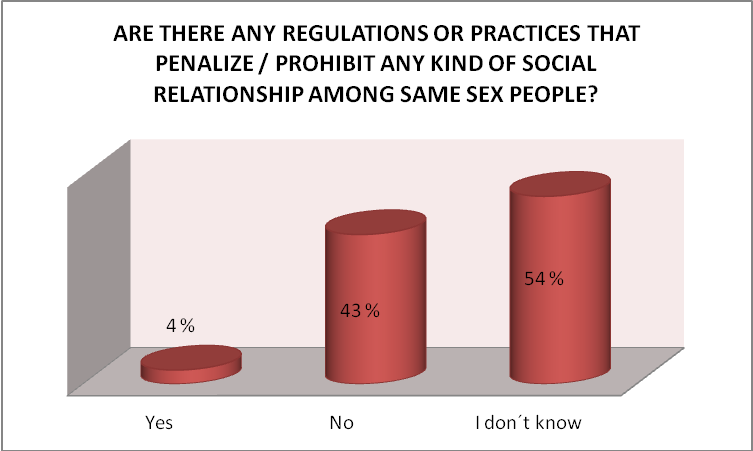 ARE THERE ANY REGULATIONS OR PRACTICES THAT
PENALIZE / PROHIBIT ANY KIND OF SOCIAL
RELATIONSHIP AMONG SAME SEX PEOPLE?
4 %
43 %
54 %
Yes
No
I don´t know